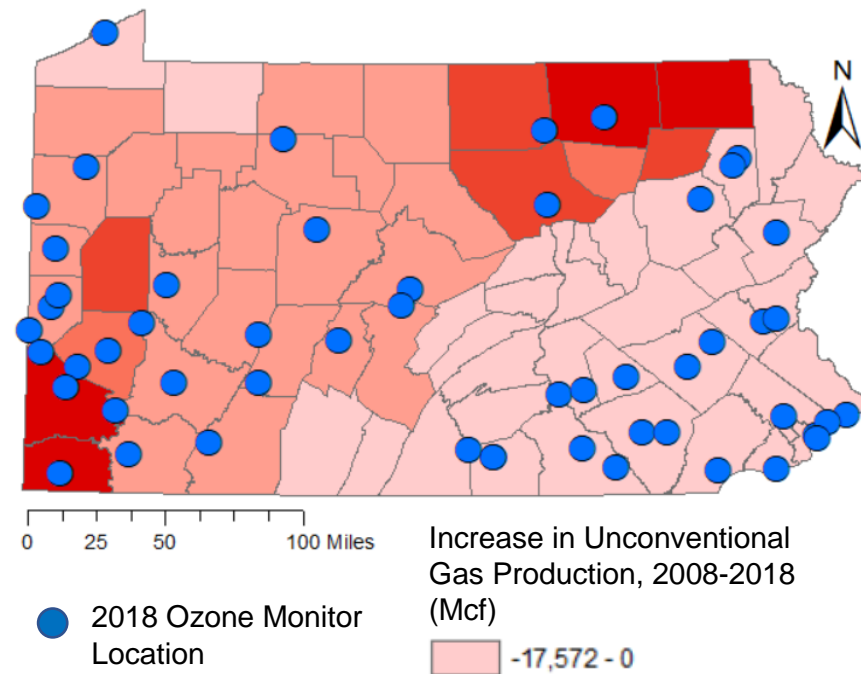 N
0 25 50 100 Miles
2018 Ozone Monitor
Location
Increase in Unconventional
Gas Production, 2008-2018
(Mcf)
-17,572 - 0